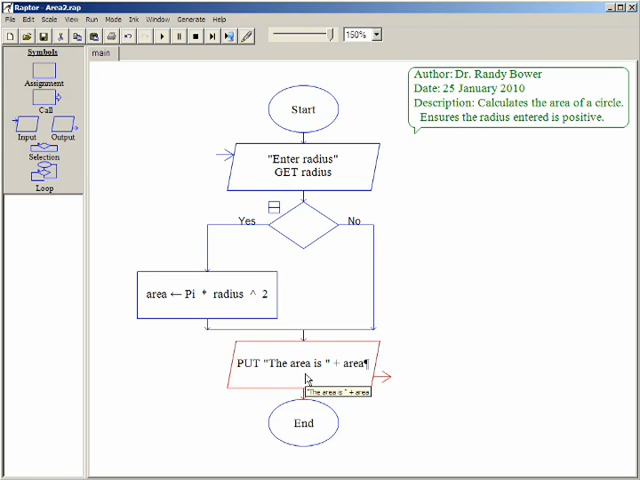 Raptor - Area2.rap
File Edit Scale View Run Mode Ink Window Generate Help
150%
Symbols
Assignment
Call
Input Output
Selection
Loop
main
Author: Dr. Randy Bower
Date: 25 January 2010
Description: Calculates the area of a circle.
Ensures the radius entered is positive.
Start
"Enter radius"
GET radius
Yes No
area ← Pi * radius ^ 2
PUT "The area is " + area¶
"The area is " + area
End